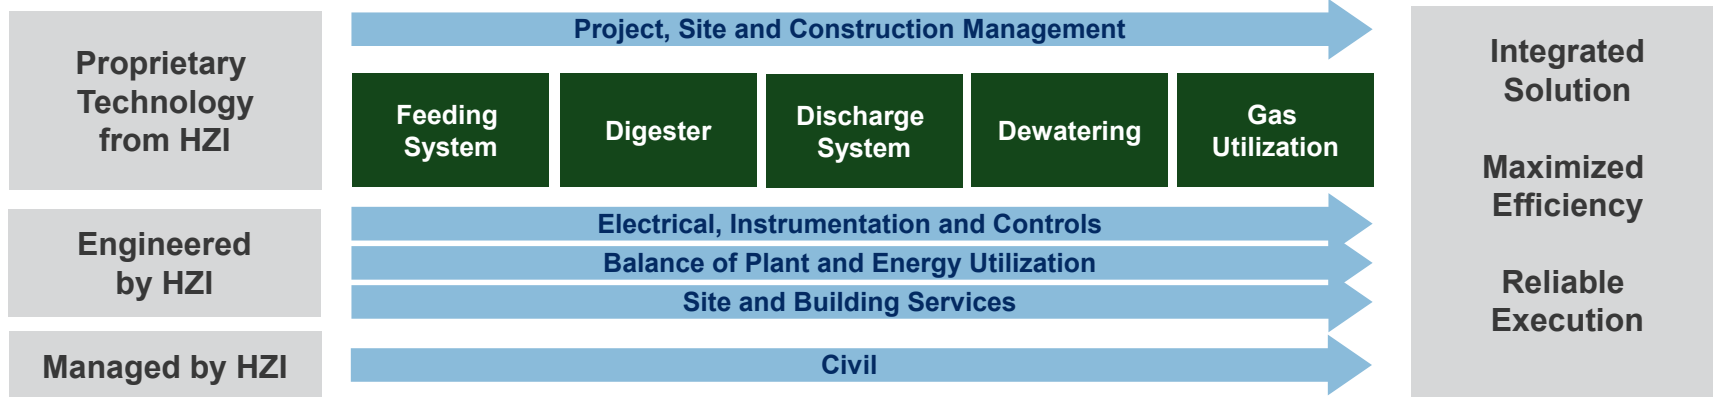 Proprietary
Technology
from HZI
Project, Site and Construction Management
Feeding
System
Digester
Discharge
System
Dewatering
Gas
Utilization
Engineered
by HZI
Electrical, Instrumentation and Controls
Balance of Plant and Energy Utilization
Site and Building Services
Managed by HZI
Civil
Integrated
Solution
Maximized
Efficiency
Reliable
Execution